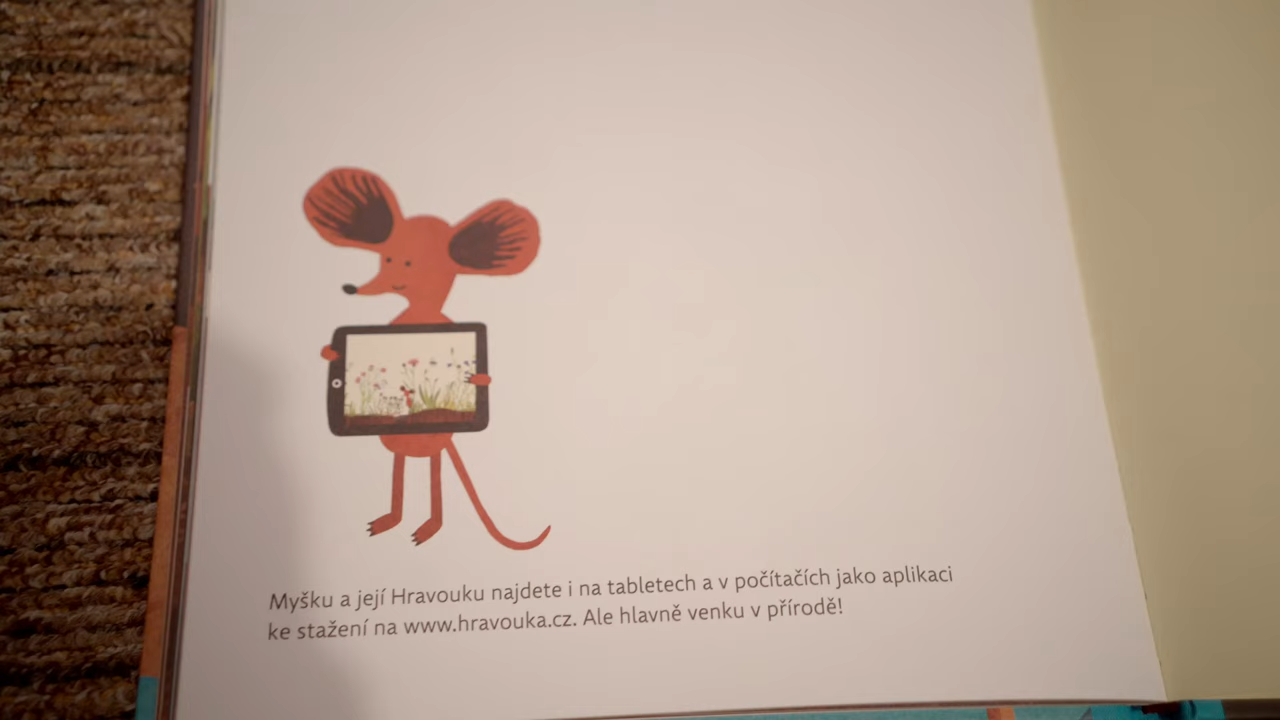 Myšku a její Hravouku najdete i na tabletech a v počítačích jako aplikaci
ke stažení na www.hravouka.cz. Ale hlavně venku v přírodě!